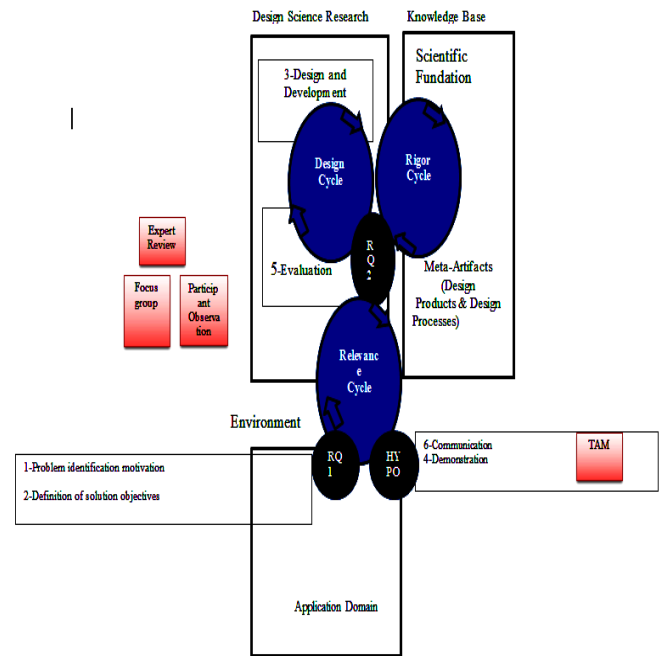 Design Science Research
Knowledge Base
3-Design and
Development
Scientific
Fundation
Design
Cycle
Rigor
Cycle
Expert
Review
Focus
group
Particip
ant
Observa
tion
5-Evaluation
R
Q
2
Meta-Artifacts
(Design
Products & Design
Processes)
Relevanc
e
Cycle
Environment
1-Problem identification motivation
2-Definition of solution objectives
RQ
1
HY
PO
6-Communication
4-Demonstration
TAM
Application Domain